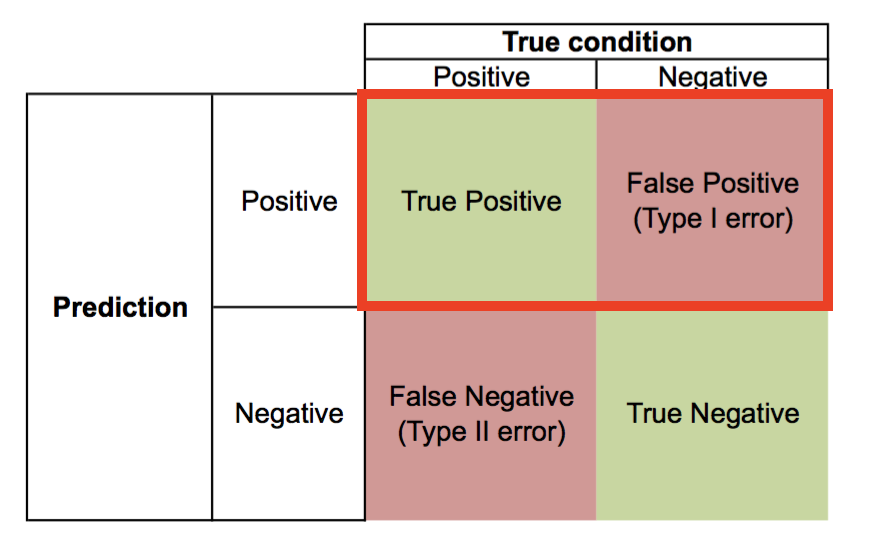 True condition
Positive Negative
Positive True Positive False Positive
(Type I error)
Prediction
Negative False Negative
(Type II error) True Negative